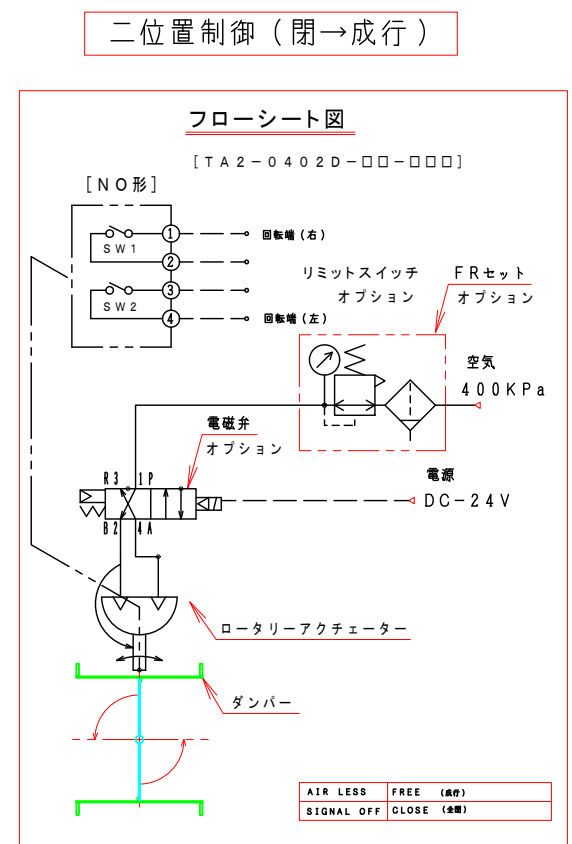 二位置制御（閉→成行）
フローシート図
[TA2-0402D-□□-□□□]
[NO形]
SW1
1
2
回転端（右）
SW2
3
4
回転端（左）
リミットスイッチ
オプション
FRセット
オプション
空気
400KPa
電磁弁
オプション
R3 1P
B2 4A
電源
DC-24V
ロータリーアクチェーター
ダンパー
AIR LESS FREE （成行）
SIGNAL OFF CLOSE （全閉）